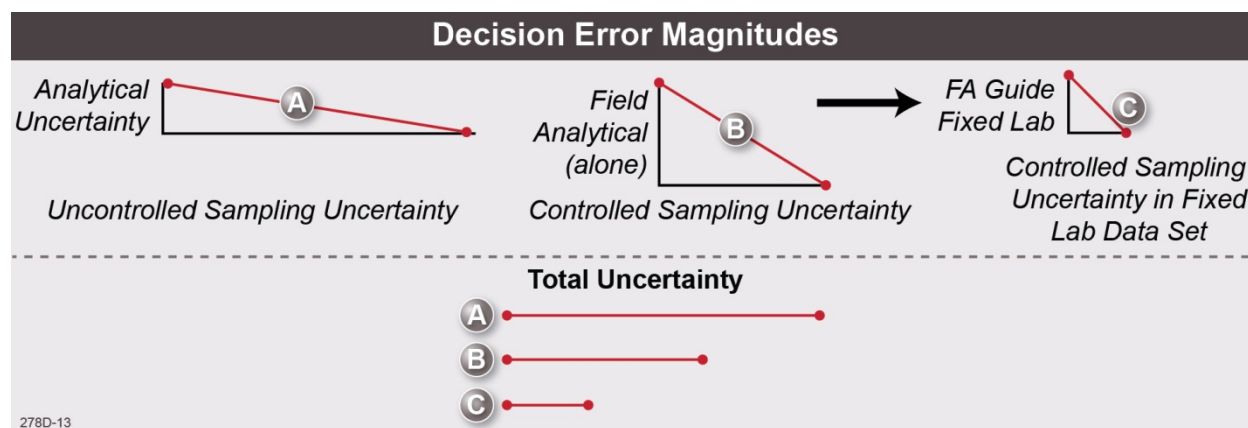 Decision Error Magnitudes
Analytical
Uncertainty
A
Uncontrolled Sampling Uncertainty
Field
Analytical
(alone)
B
Controlled Sampling Uncertainty
FA Guide
Fixed Lab
C
Controlled Sampling
Uncertainty in Fixed
Lab Data Set
Total Uncertainty
A
B
C
278D-13